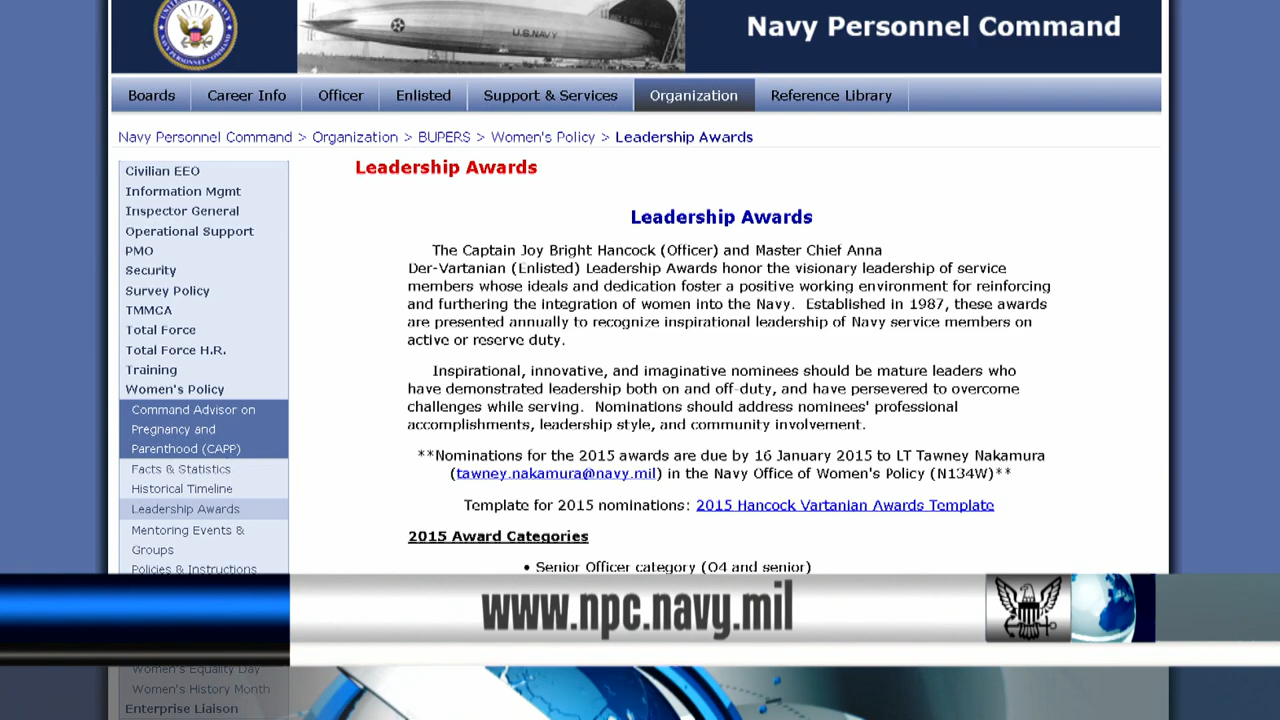 U.S. NAVY
Navy Personnel Command
Boards
Career Info
Officer
Enlisted
Support & Services
Organization
Reference Library
Navy Personnel Command > Organization > BUPERS > Women's Policy > Leadership Awards
Civilian EEO
Information Mgmt
Inspector General
Operational Support
PMO
Security
Survey Policy
TMMCA
Total Force
Total Force H.R.
Training
Women's Policy
Command Advisor on
Pregnancy and
Parenthood (CAPP)
Facts & Statistics
Historical Timeline
Leadership Awards
Mentoring Events &
Groups
Policies & Instructions
Women's Equality Day
Women's History Month
Enterprise Liaison
Leadership Awards
Leadership Awards
The Captain Joy Bright Hancock (Officer) and Master Chief Anna
Der-Vartanian (Enlisted) Leadership Awards honor the visionary leadership of service
members whose ideals and dedication foster a positive working environment for reinforcing
and furthering the integration of women into the Navy.  Established in 1987, these awards
are presented annually to recognize inspirational leadership of Navy service members on
active or reserve duty.
Inspirational, innovative, and imaginative nominees should be mature leaders who
have demonstrated leadership both on and off-duty, and have persevered to overcome
challenges while serving.  Nominations should address nominees' professional
accomplishments, leadership style, and community involvement.
**Nominations for the 2015 awards are due by 16 January 2015 to LT Tawney Nakamura
(tawney.nakamura@navy.mil) in the Navy Office of Women's Policy (N134W)**
Template for 2015 nominations: 2015 Hancock Vartanian Awards Template
2015 Award Categories
• Senior Officer category (O4 and senior)
www.npc.navy.mil